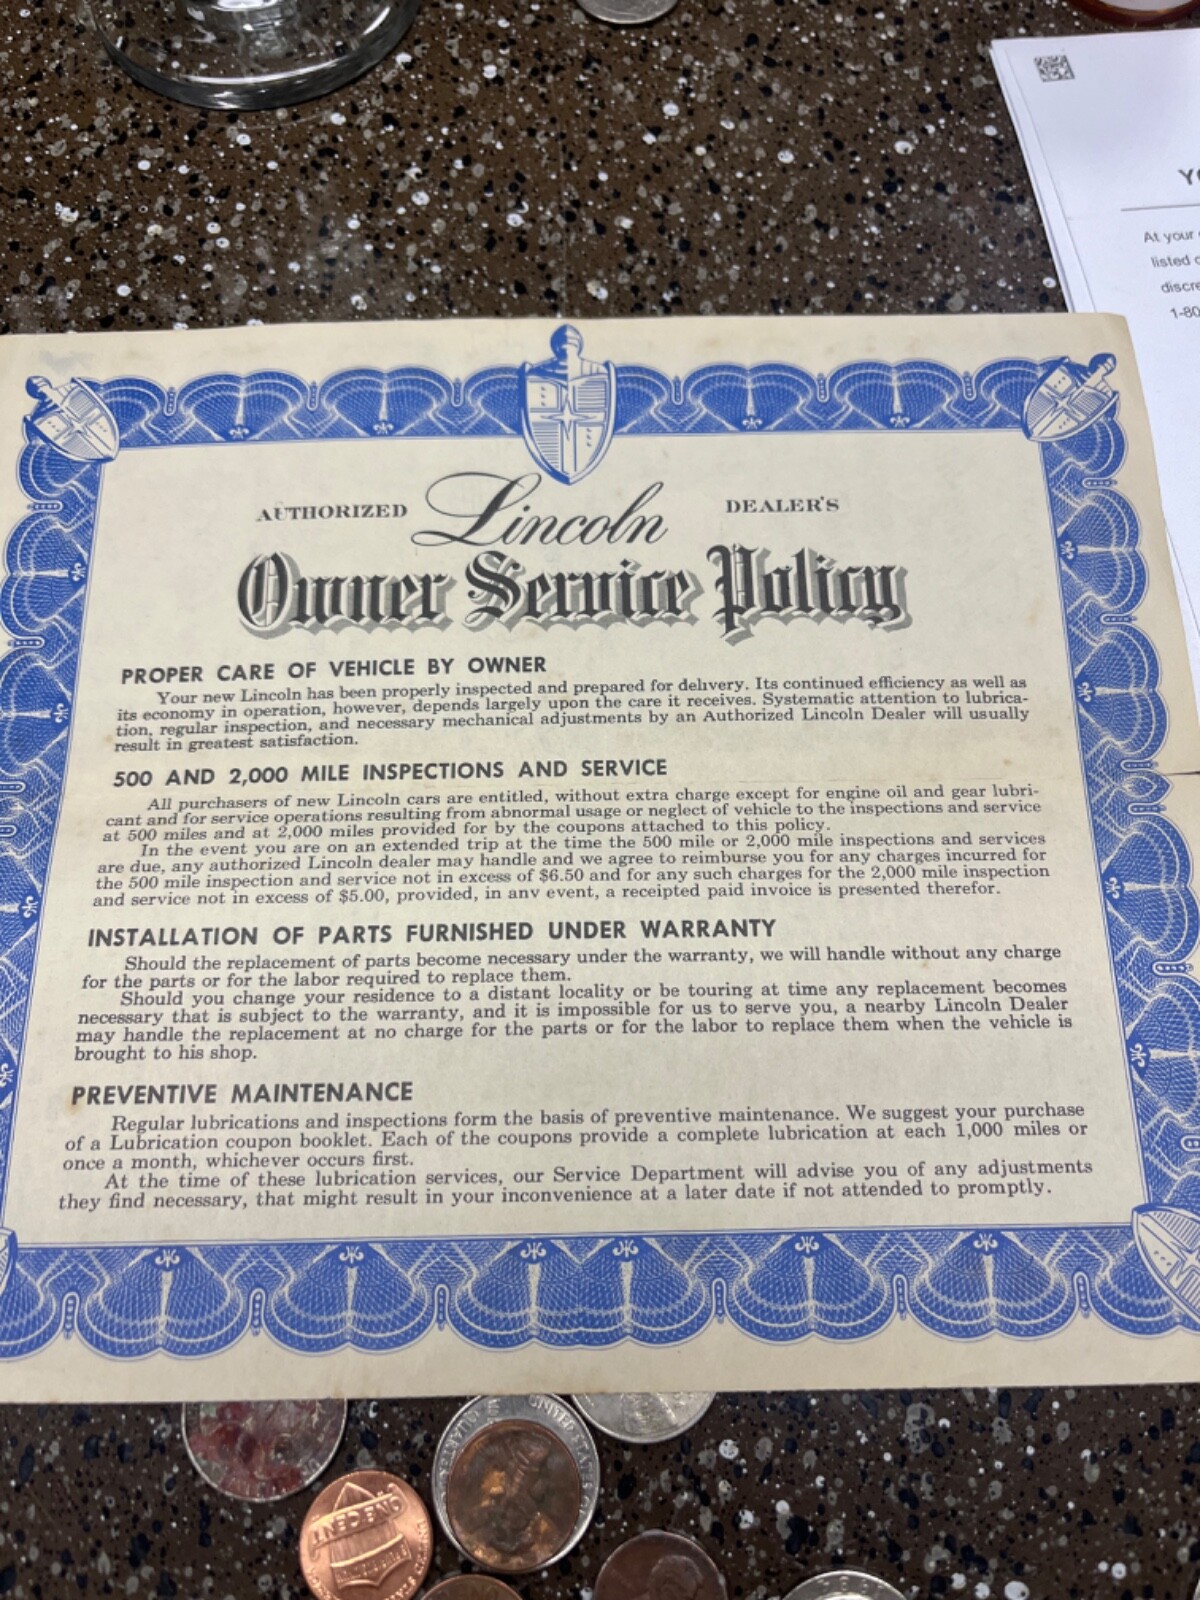 Y
At your
listed
discre
1-80
AUTHORIZED Lincoln DEALER'S
Owner Service Policy
PROPER CARE OF VEHICLE BY OWNER
Your new Lincoln has been properly inspected and prepared for delivery. Its continued efficiency as well as
its economy in operation, however, depends largely upon the care it receives. Systematic attention to lubrica-
tion, regular inspection, and necessary mechanical adjustments by an Authorized Lincoln Dealer will usually
result in greatest satisfaction.
500 AND 2,000 MILE INSPECTIONS AND SERVICE
All purchasers of new Lincoln cars are entitled, without extra charge except for engine oil and gear lubri-
cant and for service operations resulting from abnormal usage or neglect of vehicle to the inspections and service
at 500 miles and at 2,000 miles provided for by the coupons attached to this policy.
In the event you are on an extended trip at the time the 500 mile or 2,000 mile inspections and services
are due, any authorized Lincoln dealer may handle and we agree to reimburse you for any charges incurred for
the 500 mile inspection and service not in excess of $6.50 and for any such charges for the 2,000 mile inspection
and service not in excess of $5.00, provided, in any event, a receipted paid invoice is presented therefor.
INSTALLATION OF PARTS FURNISHED UNDER WARRANTY
Should the replacement of parts become necessary under the warranty, we will handle without any charge
for the parts or for the labor required to replace them.
Should you change your residence to a distant locality or be touring at time any replacement becomes
necessary that is subject to the warranty, and it is impossible for us to serve you, a nearby Lincoln Dealer
may handle the replacement at no charge for the parts or for the labor to replace them when the vehicle is
brought to his shop.
PREVENTIVE MAINTENANCE
Regular lubrications and inspections form the basis of preventive maintenance. We suggest your purchase
of a Lubrication coupon booklet. Each of the coupons provide a complete lubrication at each 1,000 miles or
once a month, whichever occurs first.
At the time of these lubrication services, our Service Department will advise you of any adjustments
they find necessary, that might result in your inconvenience at a later date if not attended to promptly.
UNITED STATES
ONE CENT